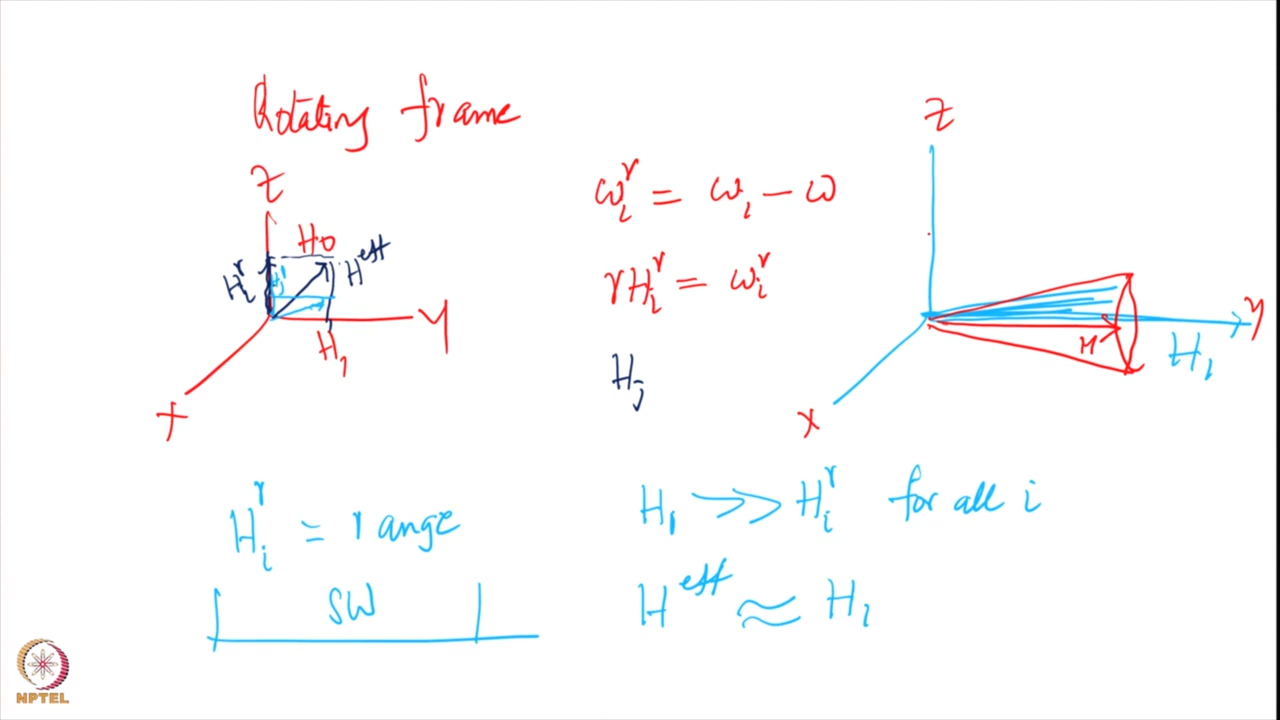 Rotating frame
Z
H₀
Hᵢʳ
Hᵉᶠᶠ
Y
H₁
X
ωᵢʳ = ωᵢ − ω
γHᵢʳ = ωᵢʳ
Hⱼ
Z
Y
M
H₁
X
Hᵢʳ = range
SW
H₁ >> Hᵢʳ for all i
Hᵉᶠᶠ ≈ H₁
NPTEL